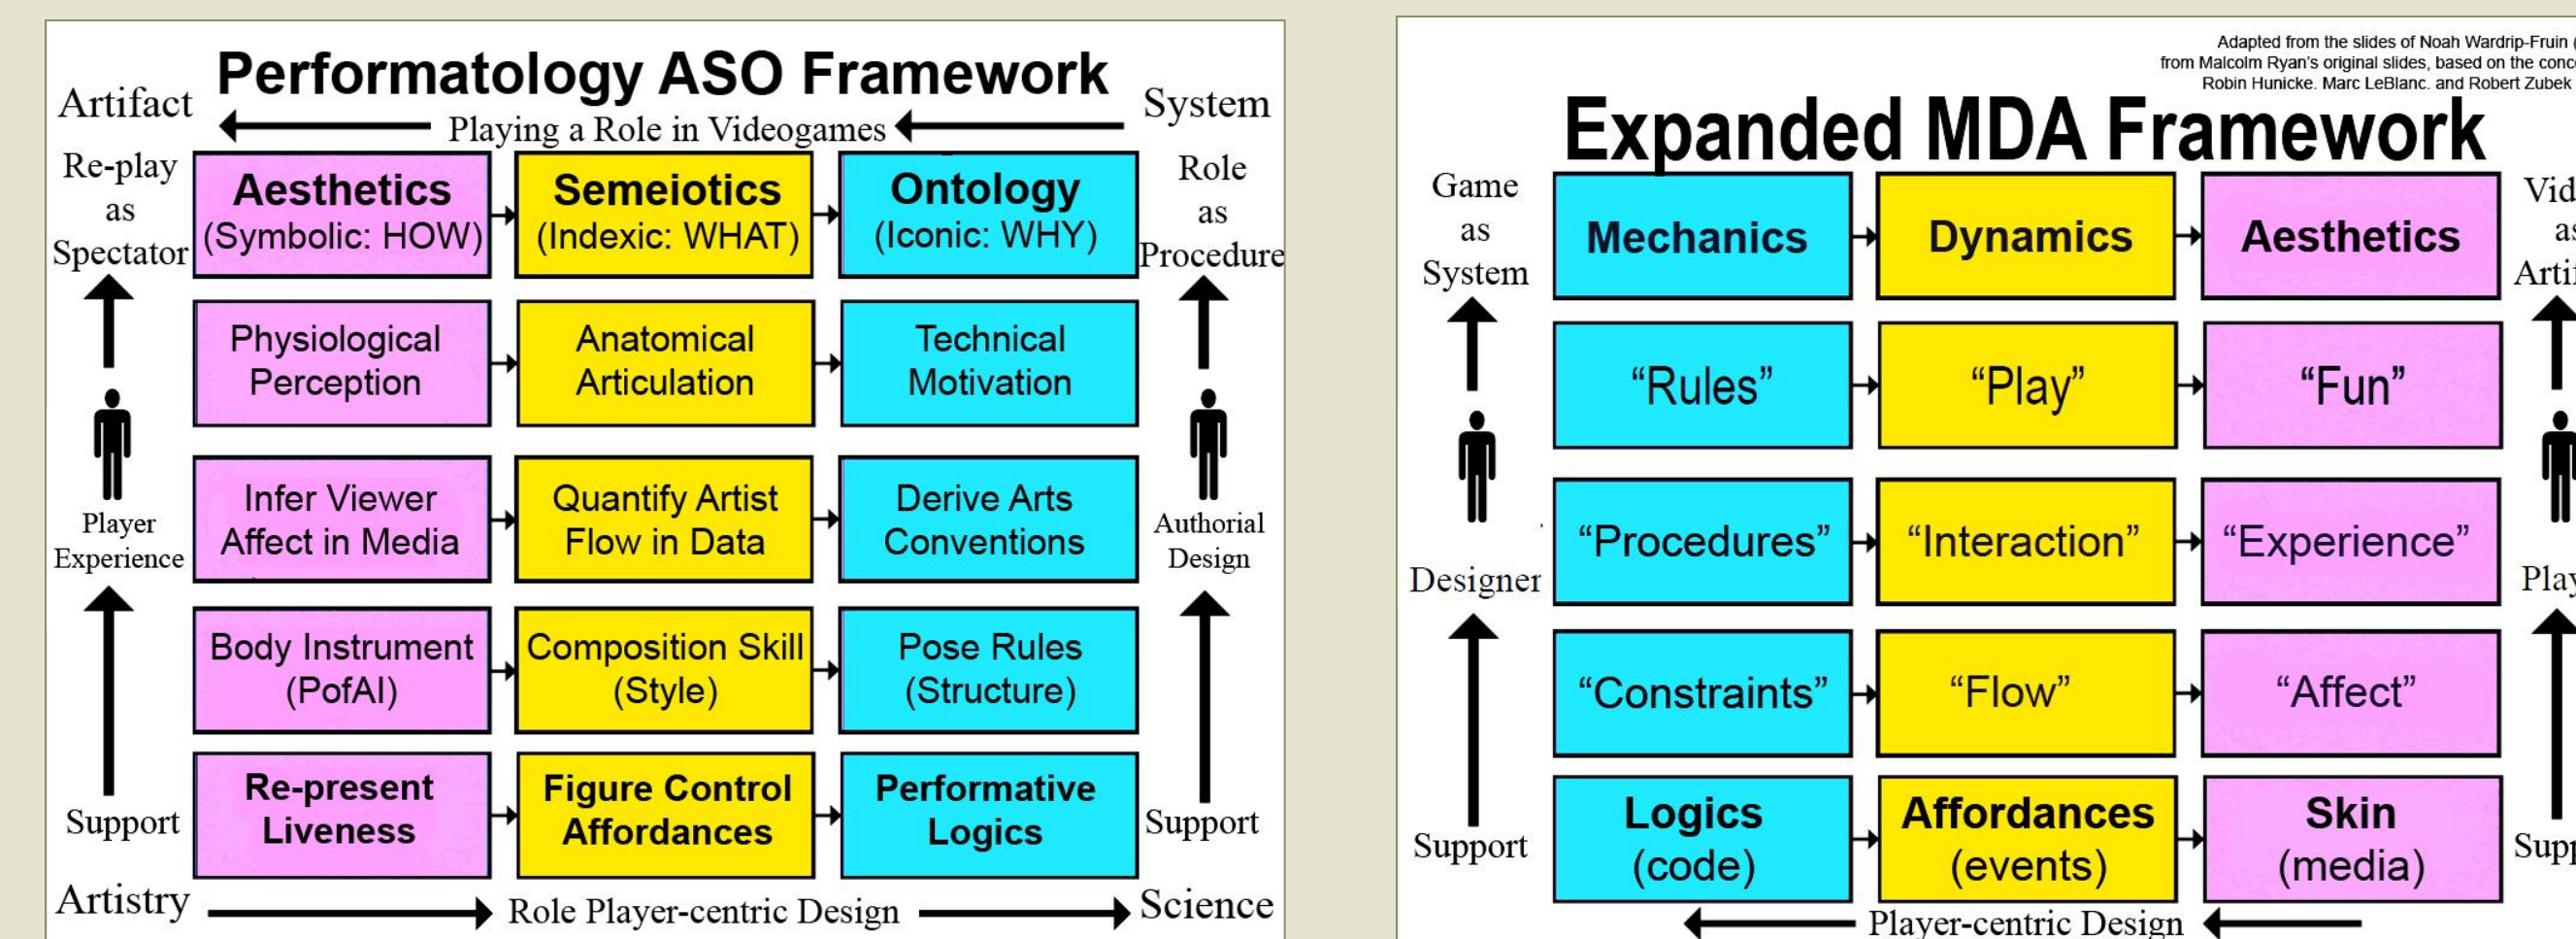 Performatology ASO Framework
Artifact
System
Playing a Role in Videogames
Re-play
as
Spectator
Aesthetics
(Symbolic: HOW)
Semeiotics
(Indexic: WHAT)
Ontology
(Iconic: WHY)
Role
as
Procedure
Physiological
Perception
Anatomical
Articulation
Technical
Motivation
Player
Experience
Infer Viewer
Affect in Media
Quantify Artist
Flow in Data
Derive Arts
Conventions
Authorial
Design
Body Instrument
(PofAI)
Composition Skill
(Style)
Pose Rules
(Structure)
Support
Re-present
Liveness
Figure Control
Affordances
Performative
Logics
Support
Artistry
Role Player-centric Design
Science
Adapted from the slides of Noah Wardrip-Fruin (
from Malcolm Ryan's original slides, based on the
Robin Hunicke. Marc LeBlanc. and Robert Zubek
Expanded MDA Framework
Game
as
System
Mechanics
Dynamics
Aesthetics
“Rules”
“Play”
“Fun”
Designer
“Procedures”
“Interaction”
“Experience”
“Constraints”
“Flow”
“Affect”
Support
Logics
(code)
Affordances
(events)
Skin
(media)
Player-centric Design